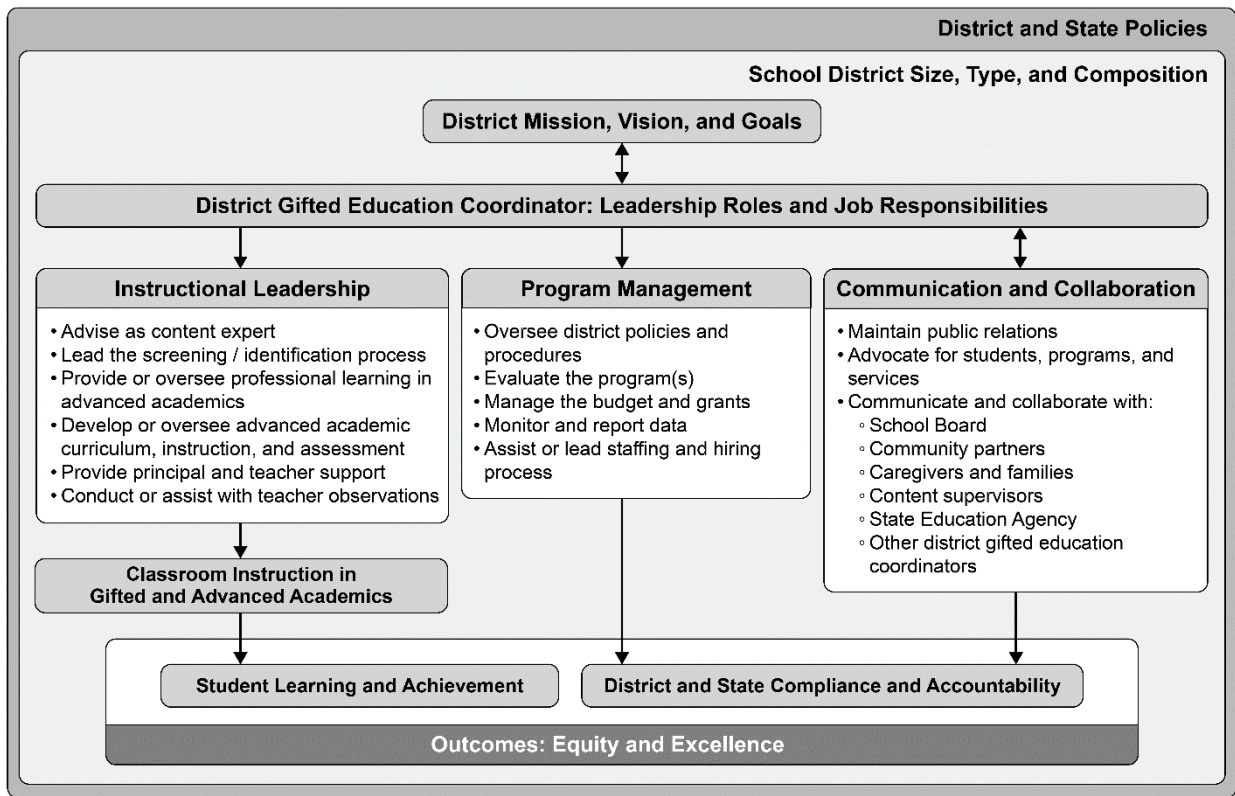 District and State Policies
School District Size, Type, and Composition
District Mission, Vision, and Goals
District Gifted Education Coordinator: Leadership Roles and Job Responsibilities
Instructional Leadership
• Advise as content expert
• Lead the screening / identification process
• Provide or oversee professional learning in
advanced academics
• Develop or oversee advanced academic
curriculum, instruction, and assessment
• Provide principal and teacher support
• Conduct or assist with teacher observations
Program Management
• Oversee district policies and
procedures
• Evaluate the program(s)
• Manage the budget and grants
• Monitor and report data
• Assist or lead staffing and hiring
process
Communication and Collaboration
• Maintain public relations
• Advocate for students, programs, and
services
• Communicate and collaborate with:
◦ School Board
◦ Community partners
◦ Caregivers and families
◦ Content supervisors
◦ State Education Agency
◦ Other district gifted education
coordinators
Classroom Instruction in
Gifted and Advanced Academics
Student Learning and Achievement
District and State Compliance and Accountability
Outcomes: Equity and Excellence